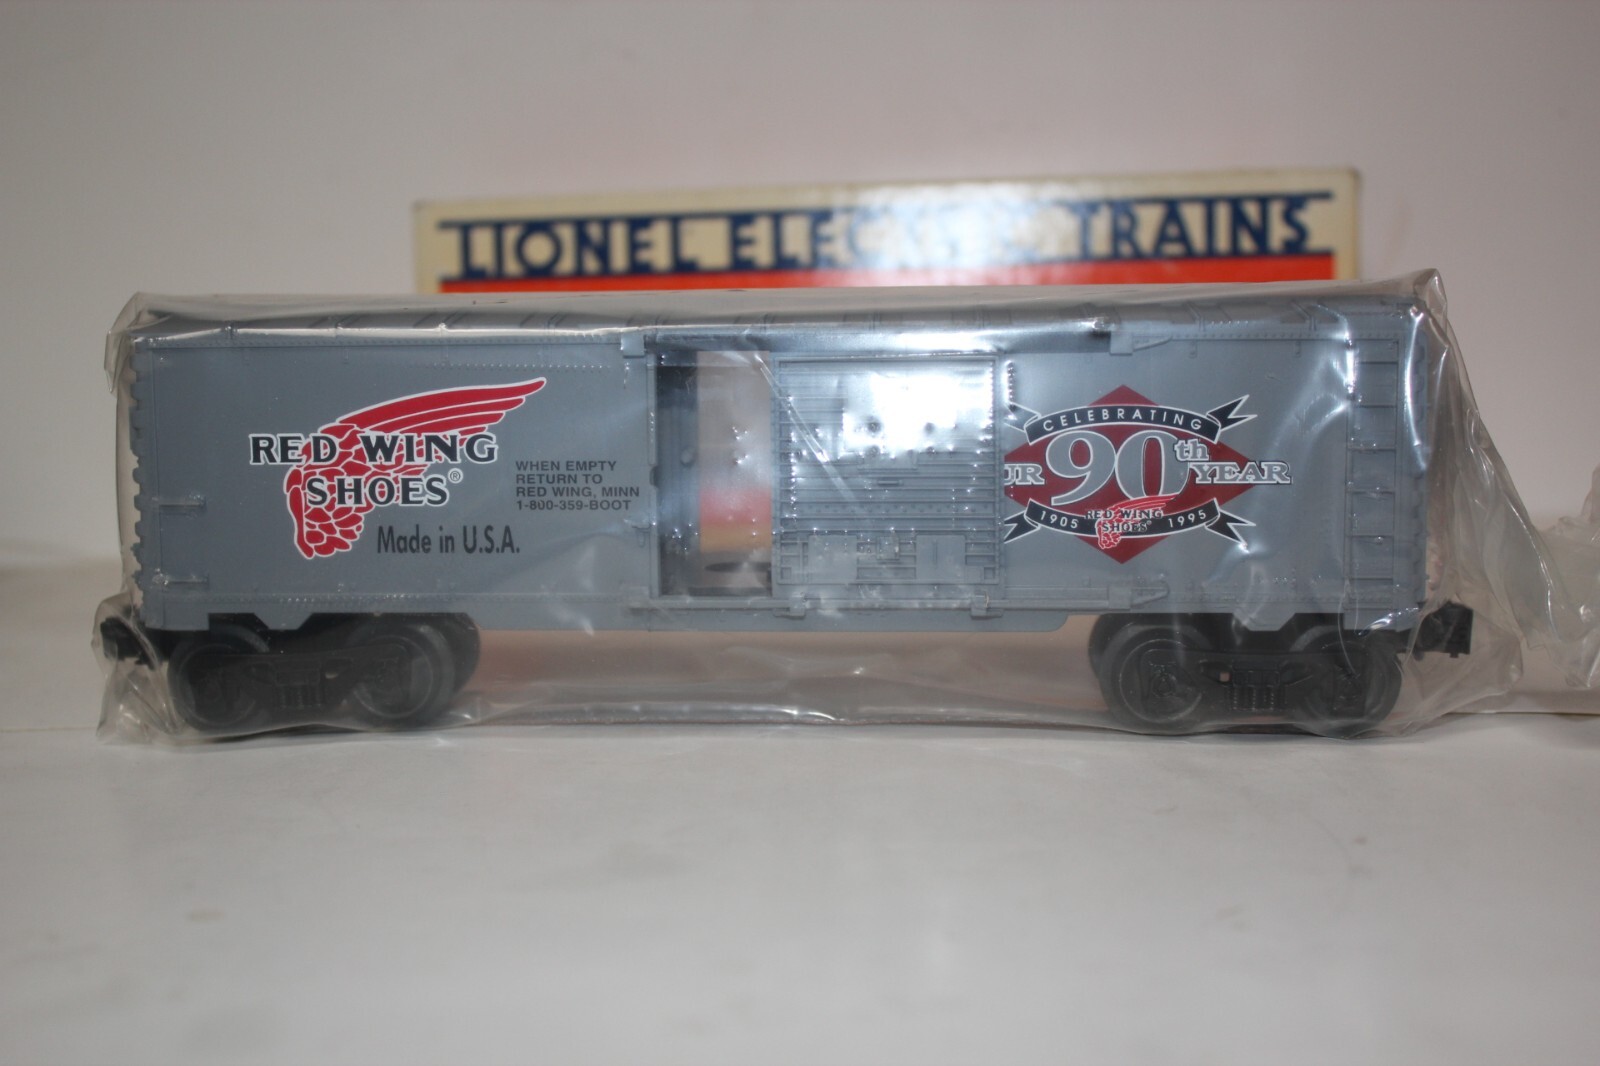 LIONEL ELECTRIC TRAINS
RED WING
SHOES®
Made in U.S.A.
WHEN EMPTY
RETURN TO
RED WING, MINN
1-800-359-BOOT
CELEBRATING
UR 90th YEAR
1905 RED WING SHOES® 1995